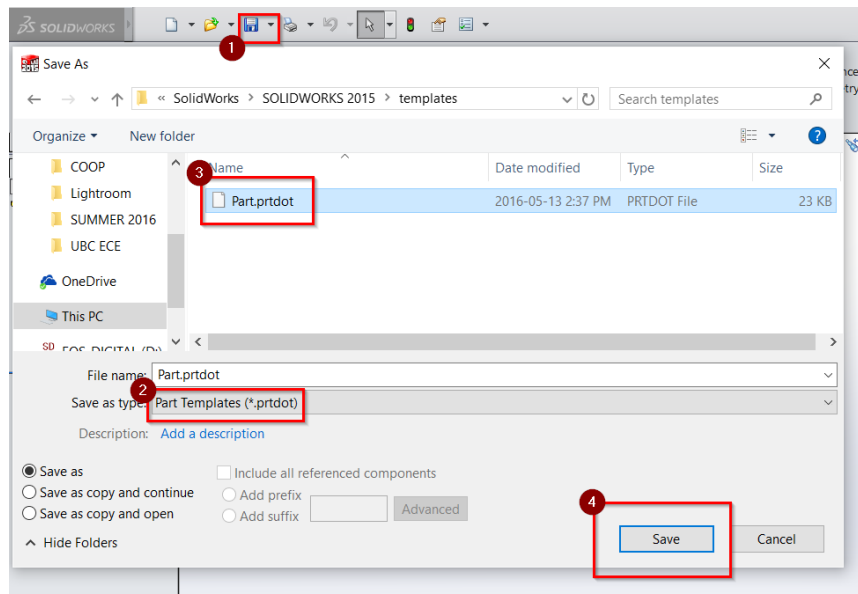 SOLIDWORKS
1
Save As
« SolidWorks > SOLIDWORKS 2015 > templates
Search templates
Organize
New folder
COOP
Lightroom
SUMMER 2016
UBC ECE
OneDrive
This PC
3
Name
Date modified
Type
Size
Part.prtdot
2016-05-13 2:37 PM
PRTDOT File
23 KB
File name: Part.prtdot
2
Save as type: Part Templates (*.prtdot)
Description: Add a description
Save as
Save as copy and continue
Save as copy and open
Include all referenced components
Add prefix
Add suffix
Advanced
4
Hide Folders
Save
Cancel